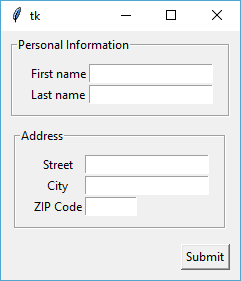 tk
Personal Information
First name
Last name
Address
Street
City
ZIP Code
Submit